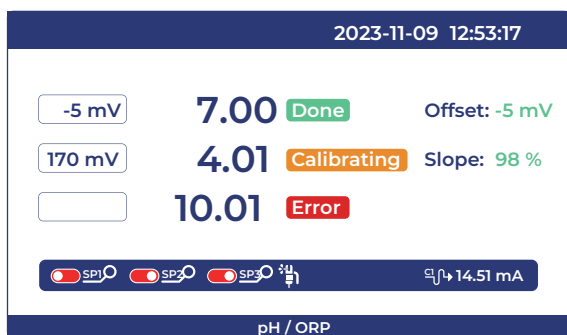 2023-11-09 12:53:17
-5 mV 7.00 Done Offset: -5 mV
170 mV 4.01 Calibrating Slope: 98 %
10.01 Error
SP1 SP2 SP3 14.51 mA
pH / ORP